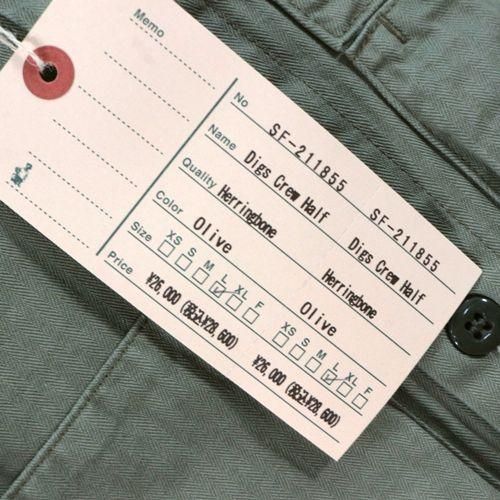 Memo
No SF-211855 SF-211855
Name Digs Crew Half Digs Crew Half
Quality Herringbone Herringbone
Color Olive Olive
Size XS S M L XL F XS S M L XL F
Price ¥26,000 (税込¥28,600) ¥26,000 (税込¥28,600)